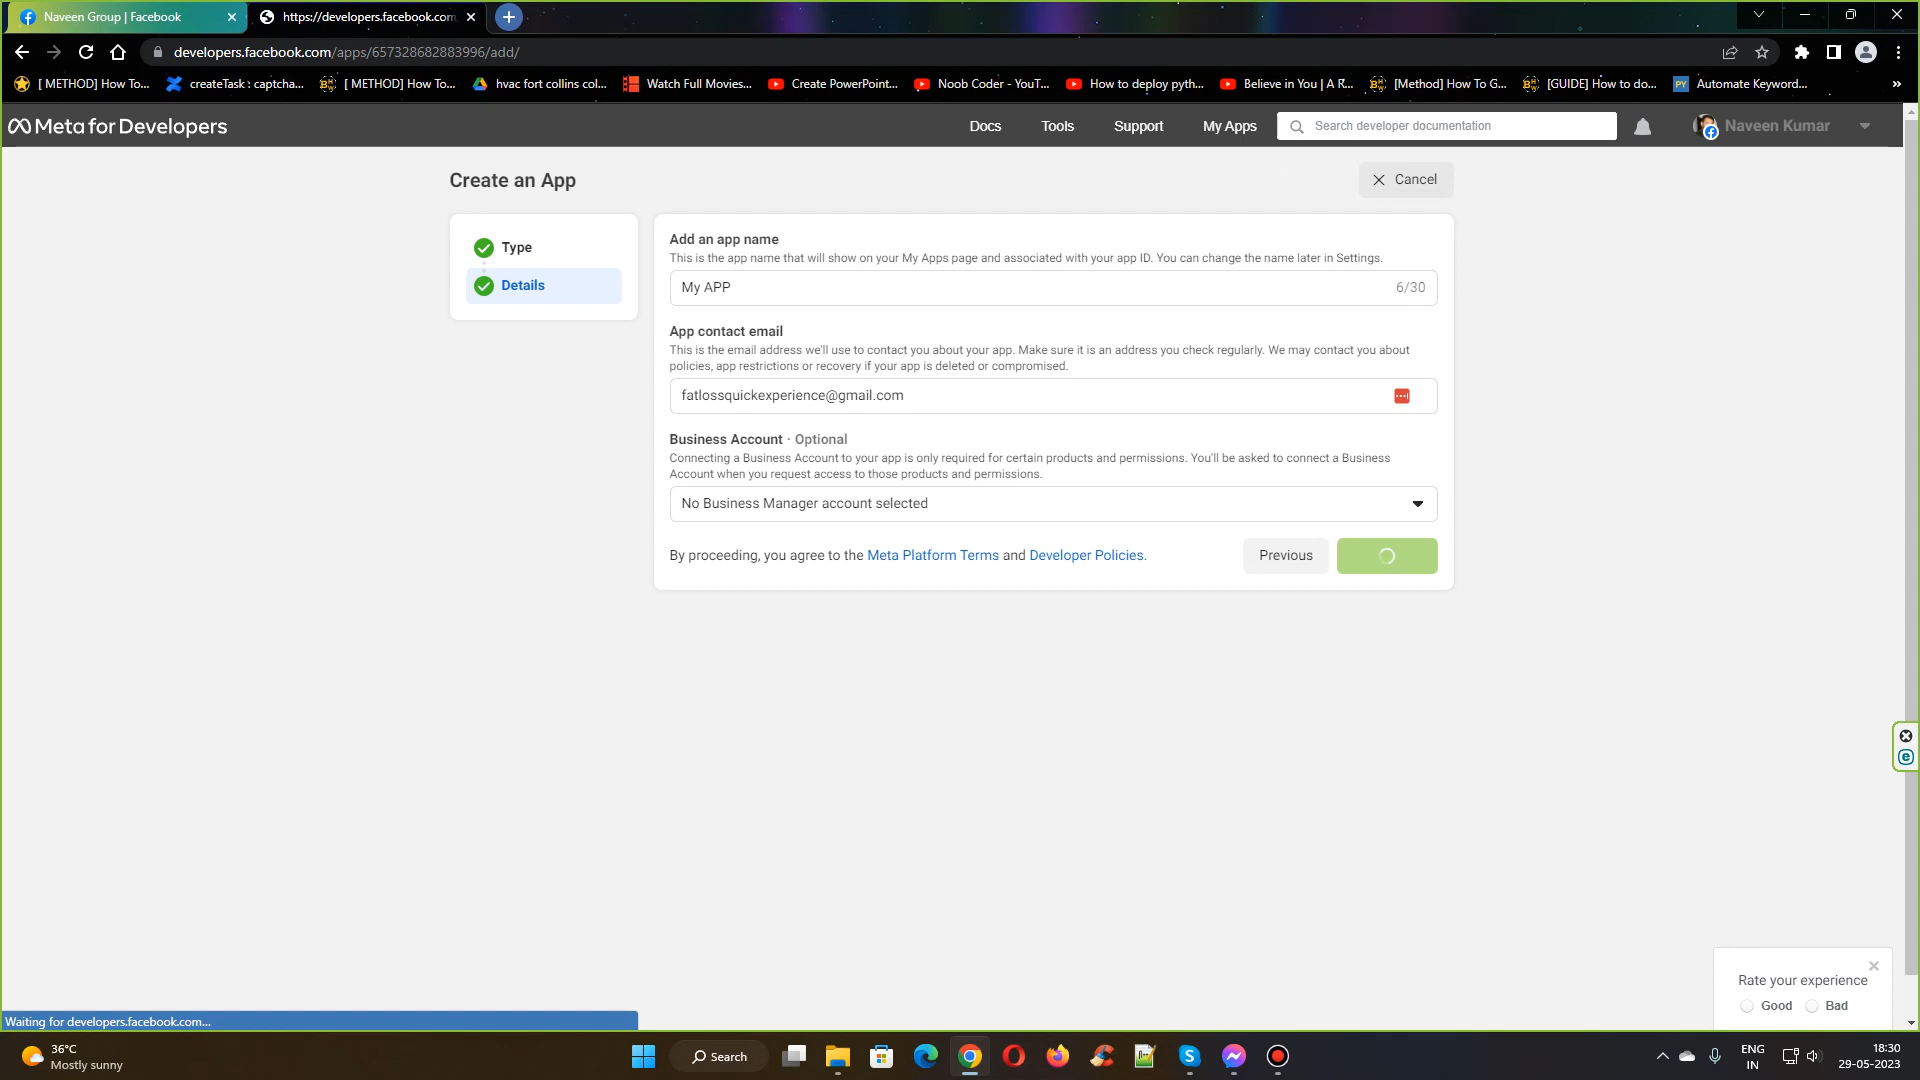 Naveen Group | Facebook
https://developers.facebook.com
developers.facebook.com/apps/657328682883996/add/
[ METHOD] How To...
createTask : captcha...
[ METHOD] How To...
hvac fort collins col...
Watch Full Movies...
Create PowerPoint...
Noob Coder - YouT...
How to deploy pyth...
Believe in You | A R...
[Method] How To G...
[GUIDE] How to do...
Automate Keyword...
Meta for Developers
Docs
Tools
Support
My Apps
Search developer documentation
Naveen Kumar
Create an App
Cancel
Type
Details
Add an app name
This is the app name that will show on your My Apps page and associated with your app ID. You can change the name later in Settings.
My APP
6/30
App contact email
This is the email address we'll use to contact you about your app. Make sure it is an address you check regularly. We may contact you about
policies, app restrictions or recovery if your app is deleted or compromised.
fatlossquickexperience@gmail.com
Business Account · Optional
Connecting a Business Account to your app is only required for certain products and permissions. You'll be asked to connect a Business
Account when you request access to those products and permissions.
No Business Manager account selected
By proceeding, you agree to the Meta Platform Terms and Developer Policies.
Previous
Rate your experience
Good
Bad
Waiting for developers.facebook.com...
36°C
Mostly sunny
Search
ENG
IN
18:30
29-05-2023